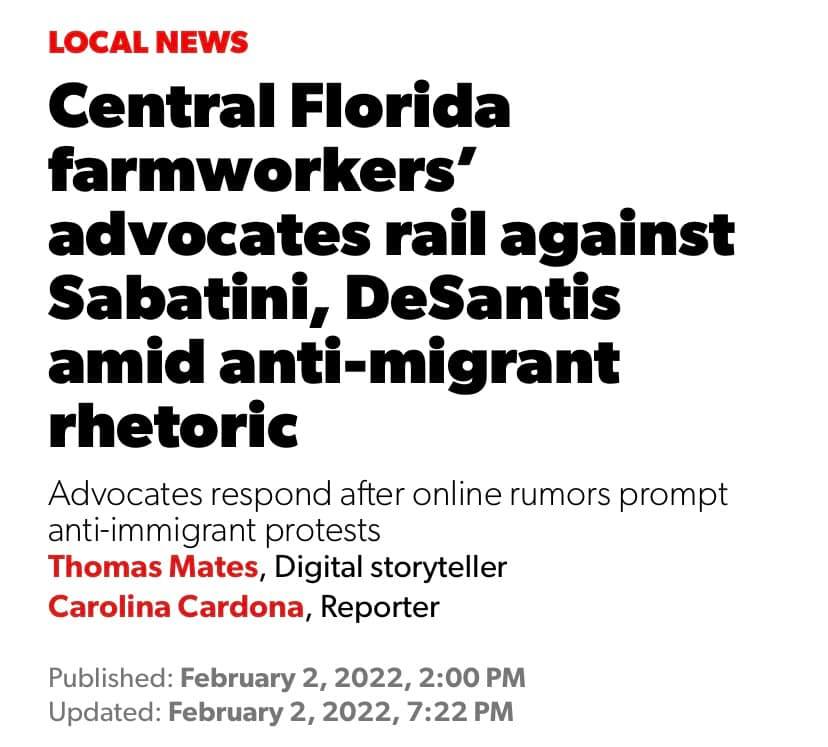 LOCAL NEWS
Central Florida
farmworkers’
advocates rail against
Sabatini, DeSantis
amid anti-migrant
rhetoric
Advocates respond after online rumors prompt
anti-immigrant protests
Thomas Mates, Digital storyteller
Carolina Cardona, Reporter
Published: February 2, 2022, 2:00 PM
Updated: February 2, 2022, 7:22 PM